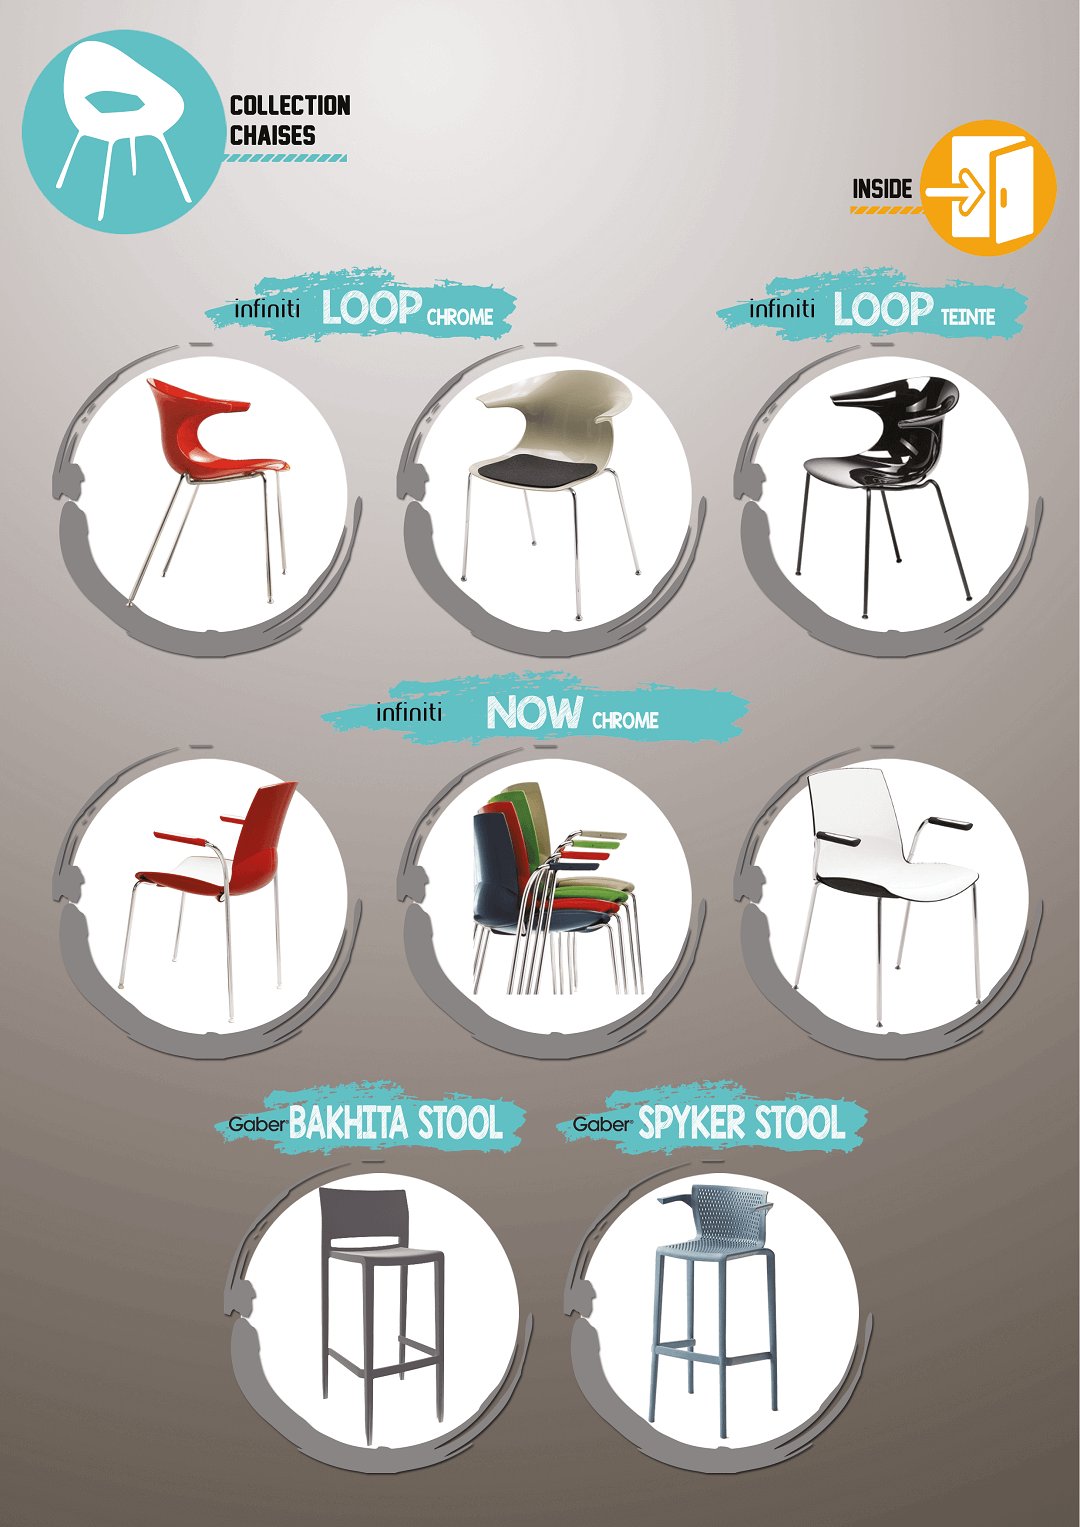 COLLECTION
CHAISES
INSIDE
infiniti LOOP CHROME
infiniti LOOP TEINTE
infiniti NOW CHROME
Gaber® BAKHITA STOOL
Gaber® SPYKER STOOL